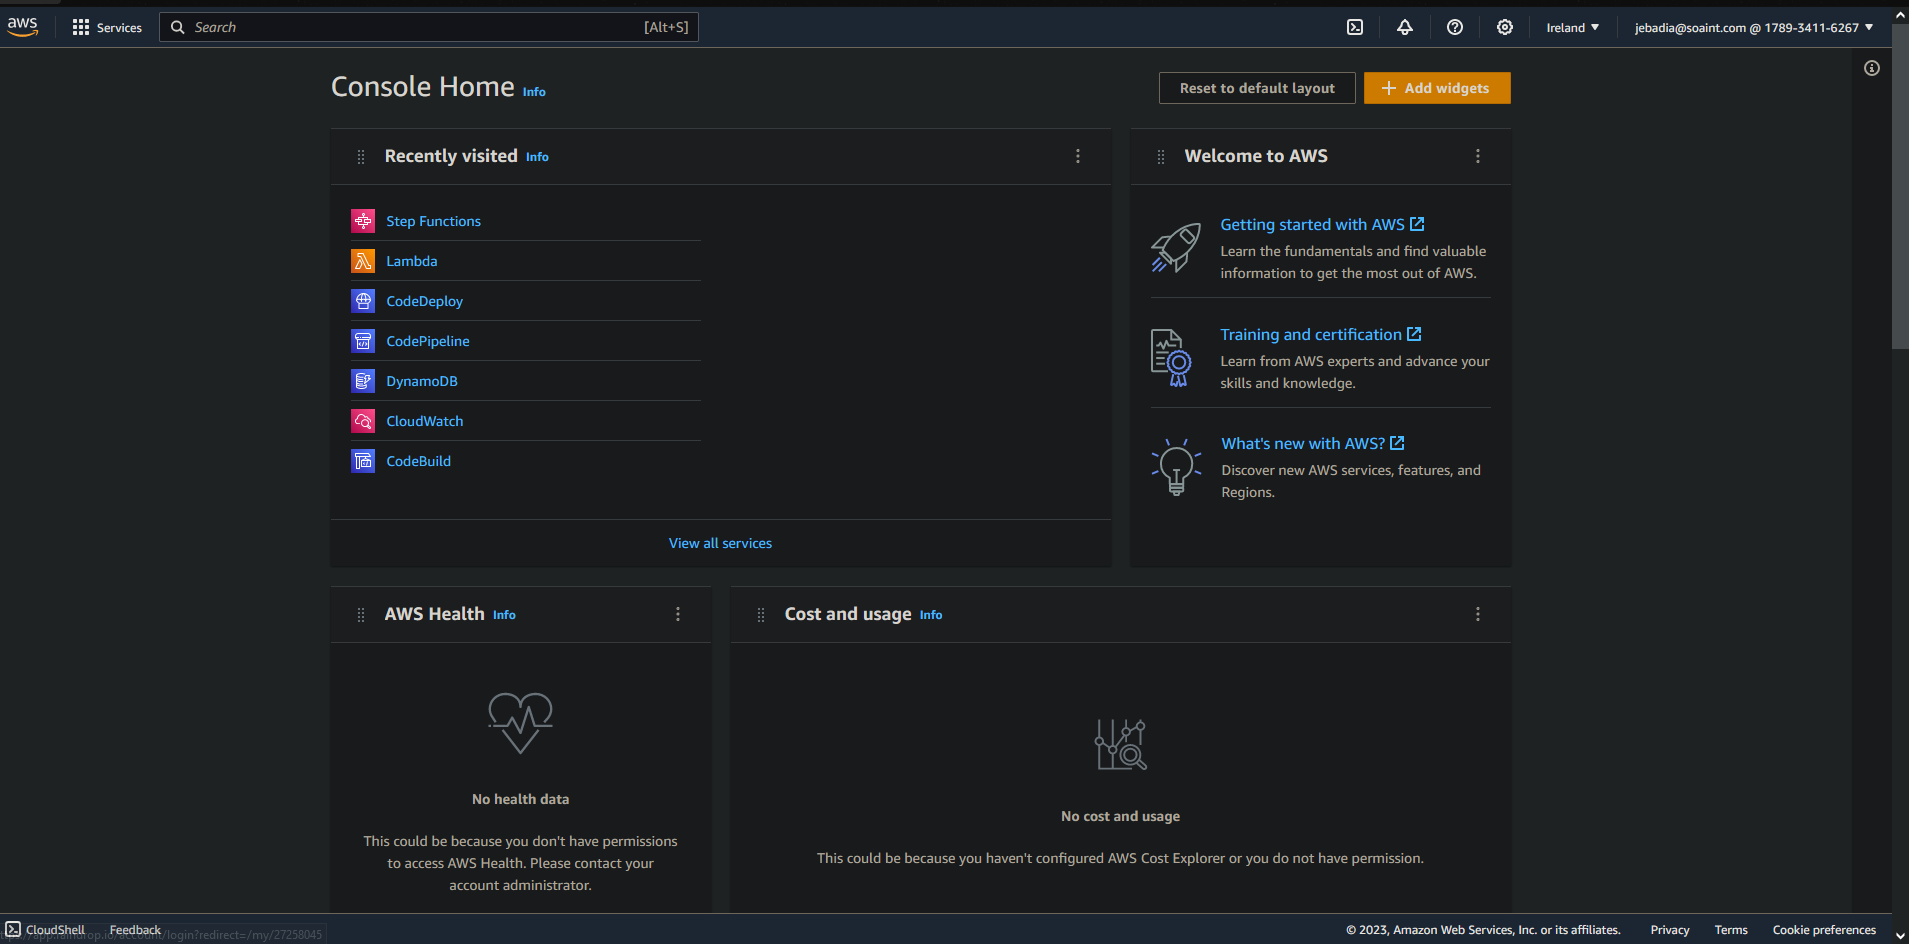 aws
Services
Search
[Alt+S]
Ireland
jebadia@soaint.com @ 1789-3411-6267
Console Home Info
Reset to default layout
Add widgets
Recently visited Info
Step Functions
Lambda
CodeDeploy
CodePipeline
DynamoDB
CloudWatch
CodeBuild
View all services
Welcome to AWS
Getting started with AWS
Learn the fundamentals and find valuable
information to get the most out of AWS.
Training and certification
Learn from AWS experts and advance your
skills and knowledge.
What's new with AWS?
Discover new AWS services, features, and
Regions.
AWS Health Info
No health data
This could be because you don't have permissions
to access AWS Health. Please contact your
account administrator.
Cost and usage Info
No cost and usage
This could be because you haven't configured AWS Cost Explorer or you do not have permission.
CloudShell
Feedback
app.raindrop.io/account/login?redirect=/my/27258045
© 2023, Amazon Web Services, Inc. or its affiliates.
Privacy
Terms
Cookie preferences